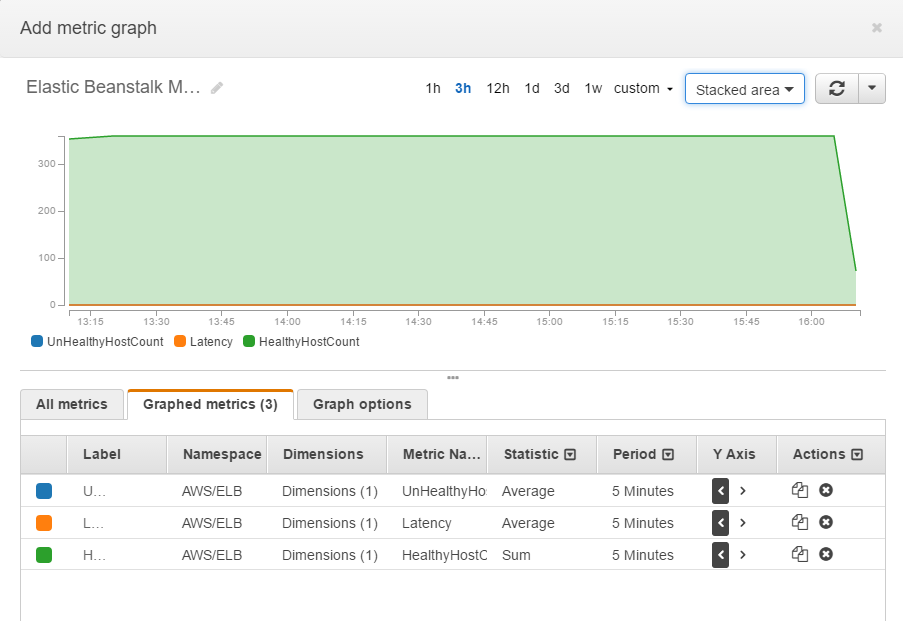 Add metric graph
Elastic Beanstalk M... 1h 3h 12h 1d 3d 1w custom Stacked area
300
200
100
0
13:15 13:30 13:45 14:00 14:15 14:30 14:45 15:00 15:15 15:30 15:45 16:00
UnHealthyHostCount Latency HealthyHostCount
All metrics Graphed metrics (3) Graph options
Label Namespace Dimensions Metric Na... Statistic Period Y Axis Actions
U... AWS/ELB Dimensions (1) UnHealthyHo Average 5 Minutes
L... AWS/ELB Dimensions (1) Latency Average 5 Minutes
H... AWS/ELB Dimensions (1) HealthyHostC Sum 5 Minutes